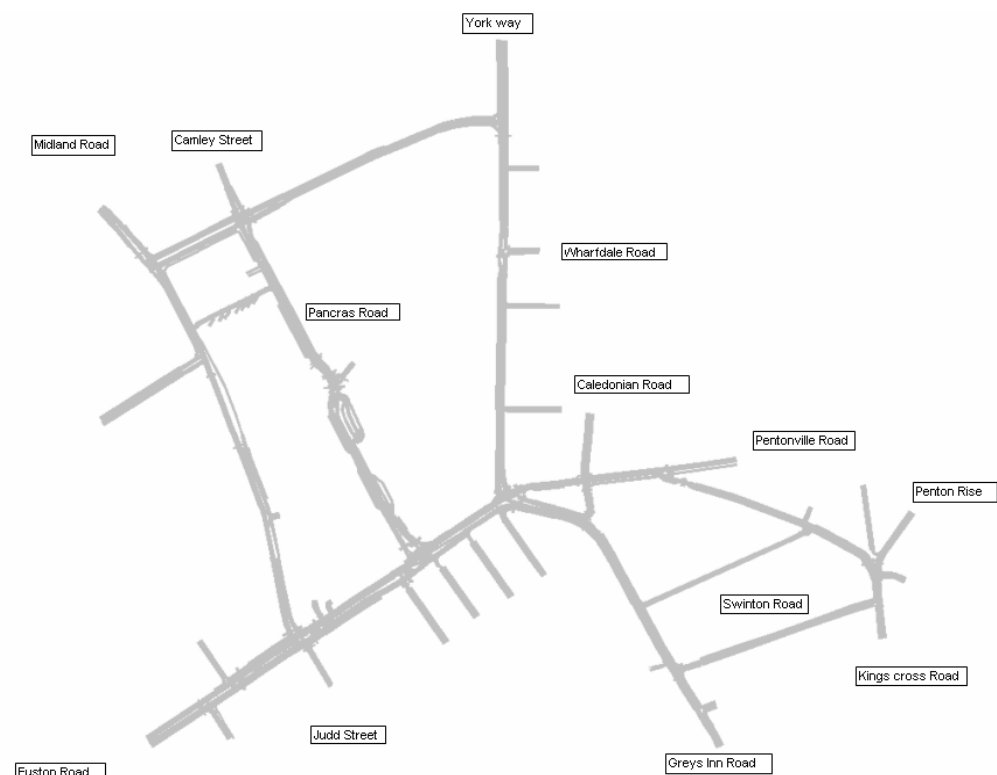 York way
Midland Road
Camley Street
Wharfdale Road
Pancras Road
Caledonian Road
Pentonville Road
Penton Rise
Swinton Road
Kings cross Road
Judd Street
Greys Inn Road
Euston Road